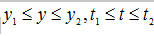 y₁ ≤ y ≤ y₂, t₁ ≤ t ≤ t₂